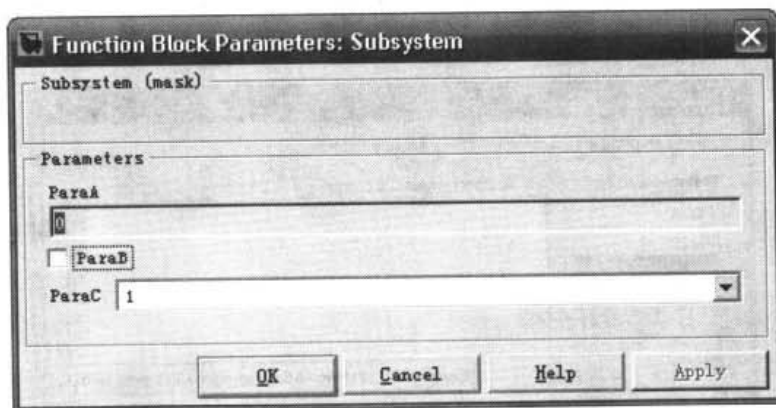 Function Block Parameters: Subsystem
Subsystem (mask)
Parameters
ParaA
0
ParaB
ParaC 1
OK Cancel Help Apply